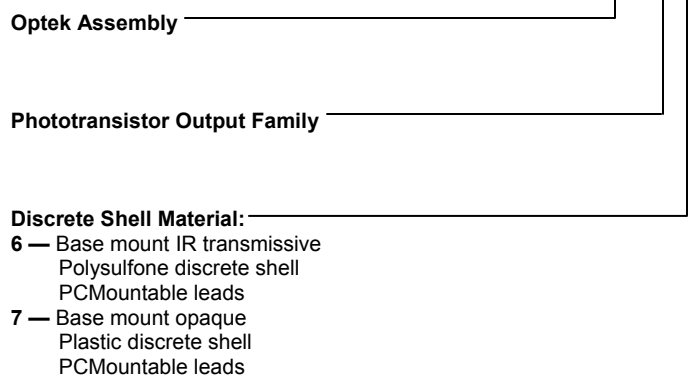 Optek Assembly
Phototransistor Output Family
Discrete Shell Material:
6 — Base mount IR transmissive
Polysulfone discrete shell
PCMountable leads
7 — Base mount opaque
Plastic discrete shell
PCMountable leads